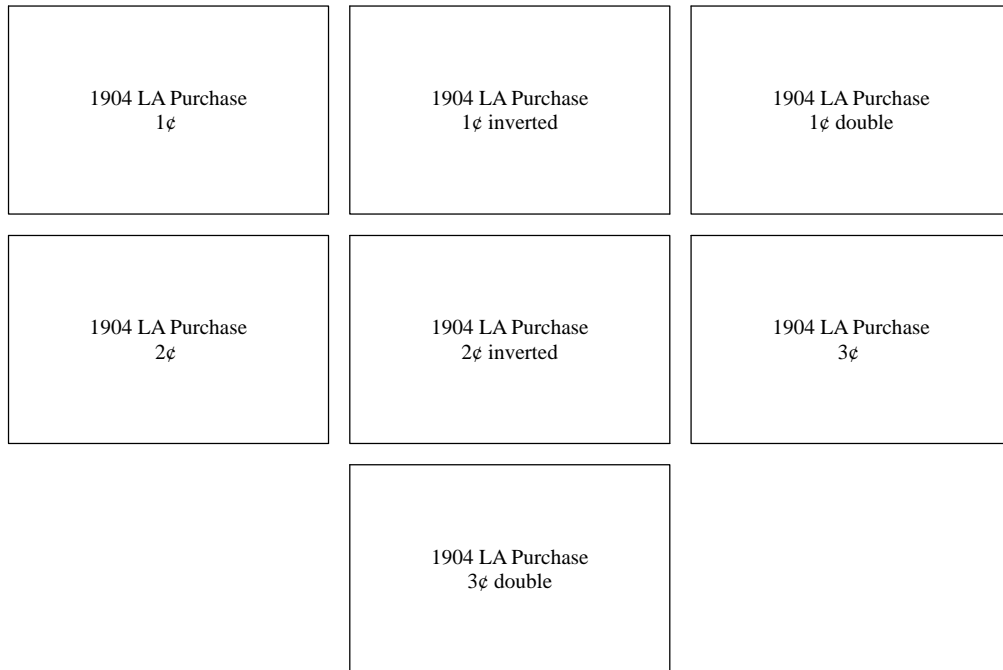 1904 LA Purchase
1¢
1904 LA Purchase
1¢ inverted
1904 LA Purchase
1¢ double
1904 LA Purchase
2¢
1904 LA Purchase
2¢ inverted
1904 LA Purchase
3¢
1904 LA Purchase
3¢ double